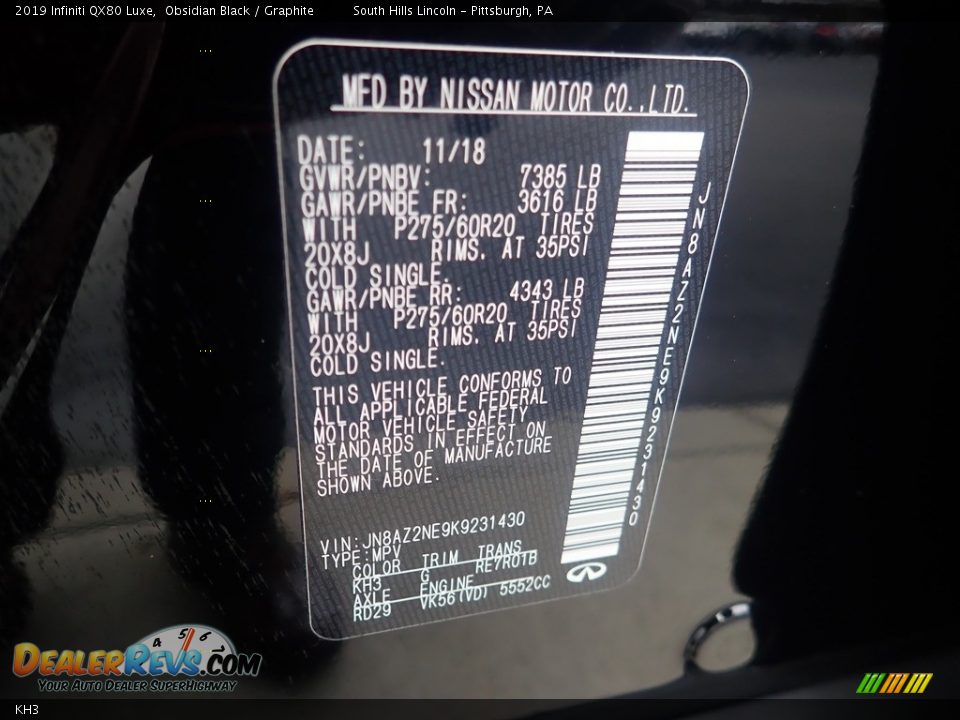 2019 Infiniti QX80 Luxe, Obsidian Black / Graphite South Hills Lincoln - Pittsburgh, PA
MFD BY NISSAN MOTOR CO.,LTD.
DATE: 11/18
GVWR/PNBV: 7385 LB
GAWR/PNBE FR: 3616 LB
WITH P275/60R20 TIRES
20X8J RIMS. AT 35PSI
COLD SINGLE.
GAWR/PNBE RR: 4343 LB
WITH P275/60R20 TIRES
20X8J RIMS. AT 35PSI
COLD SINGLE.
THIS VEHICLE CONFORMS TO
ALL APPLICABLE FEDERAL
MOTOR VEHICLE SAFETY
STANDARDS IN EFFECT ON
THE DATE OF MANUFACTURE
SHOWN ABOVE.
VIN:JN8AZ2NE9K9231430
TYPE:MPV
COLOR TRIM TRANS
KH3 G RE7R01B
AXLE ENGINE
RD29 VK56(VD) 5552CC
JN8AZ2NE9K9231430
4 5 6 7
DEALERREVS.COM
YOUR AUTO DEALER SUPERHIGHWAY
KH3